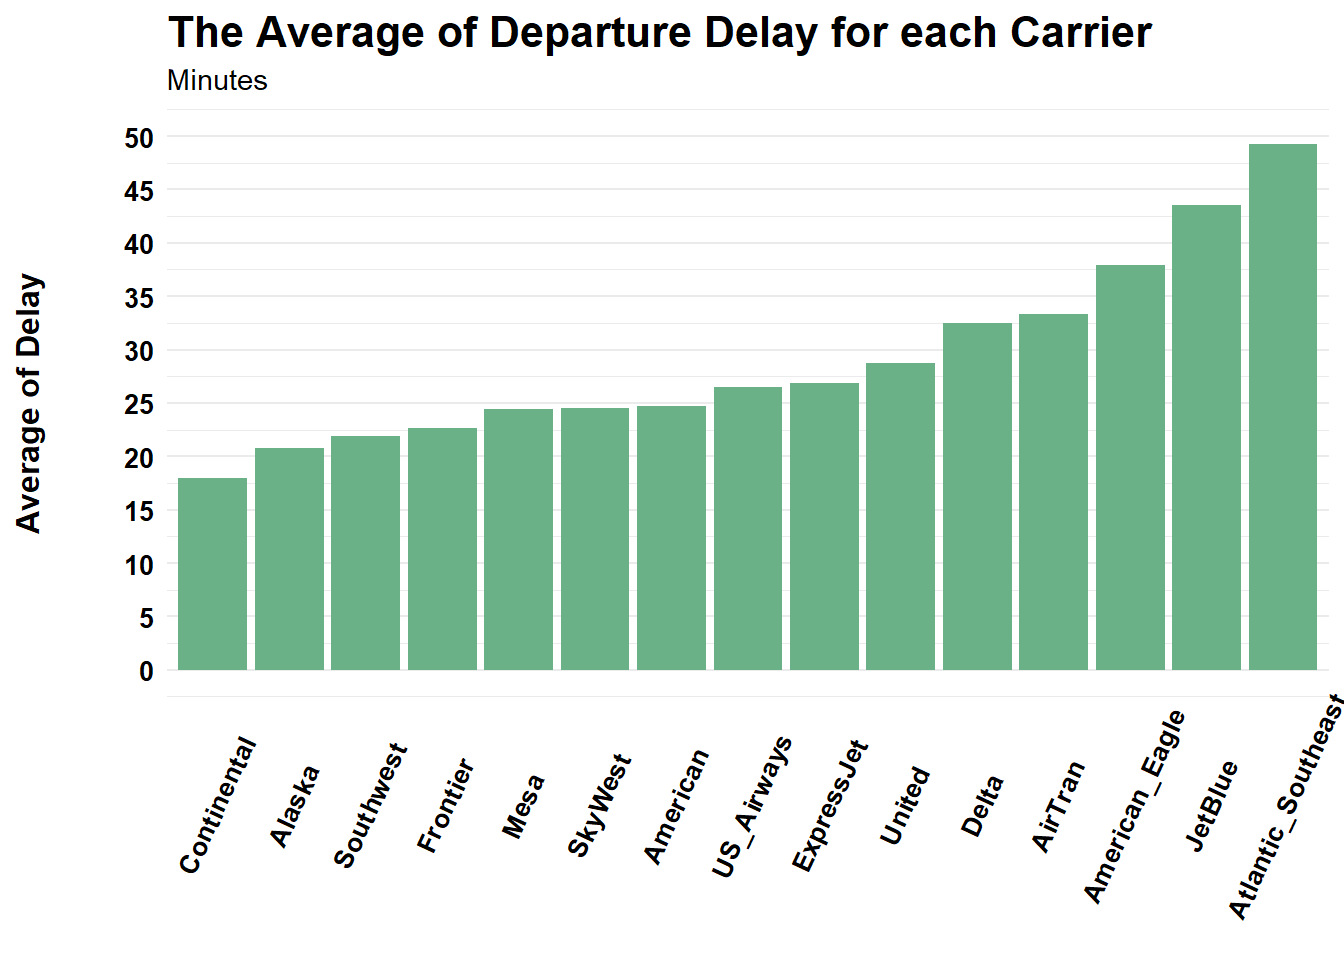 The Average of Departure Delay for each Carrier
Minutes
Average of Delay
50
45
40
35
30
25
20
15
10
5
0
Continental
Alaska
Southwest
Frontier
Mesa
SkyWest
American
US_Airways
ExpressJet
United
Delta
AirTran
American_Eagle
JetBlue
Atlantic_Southeast